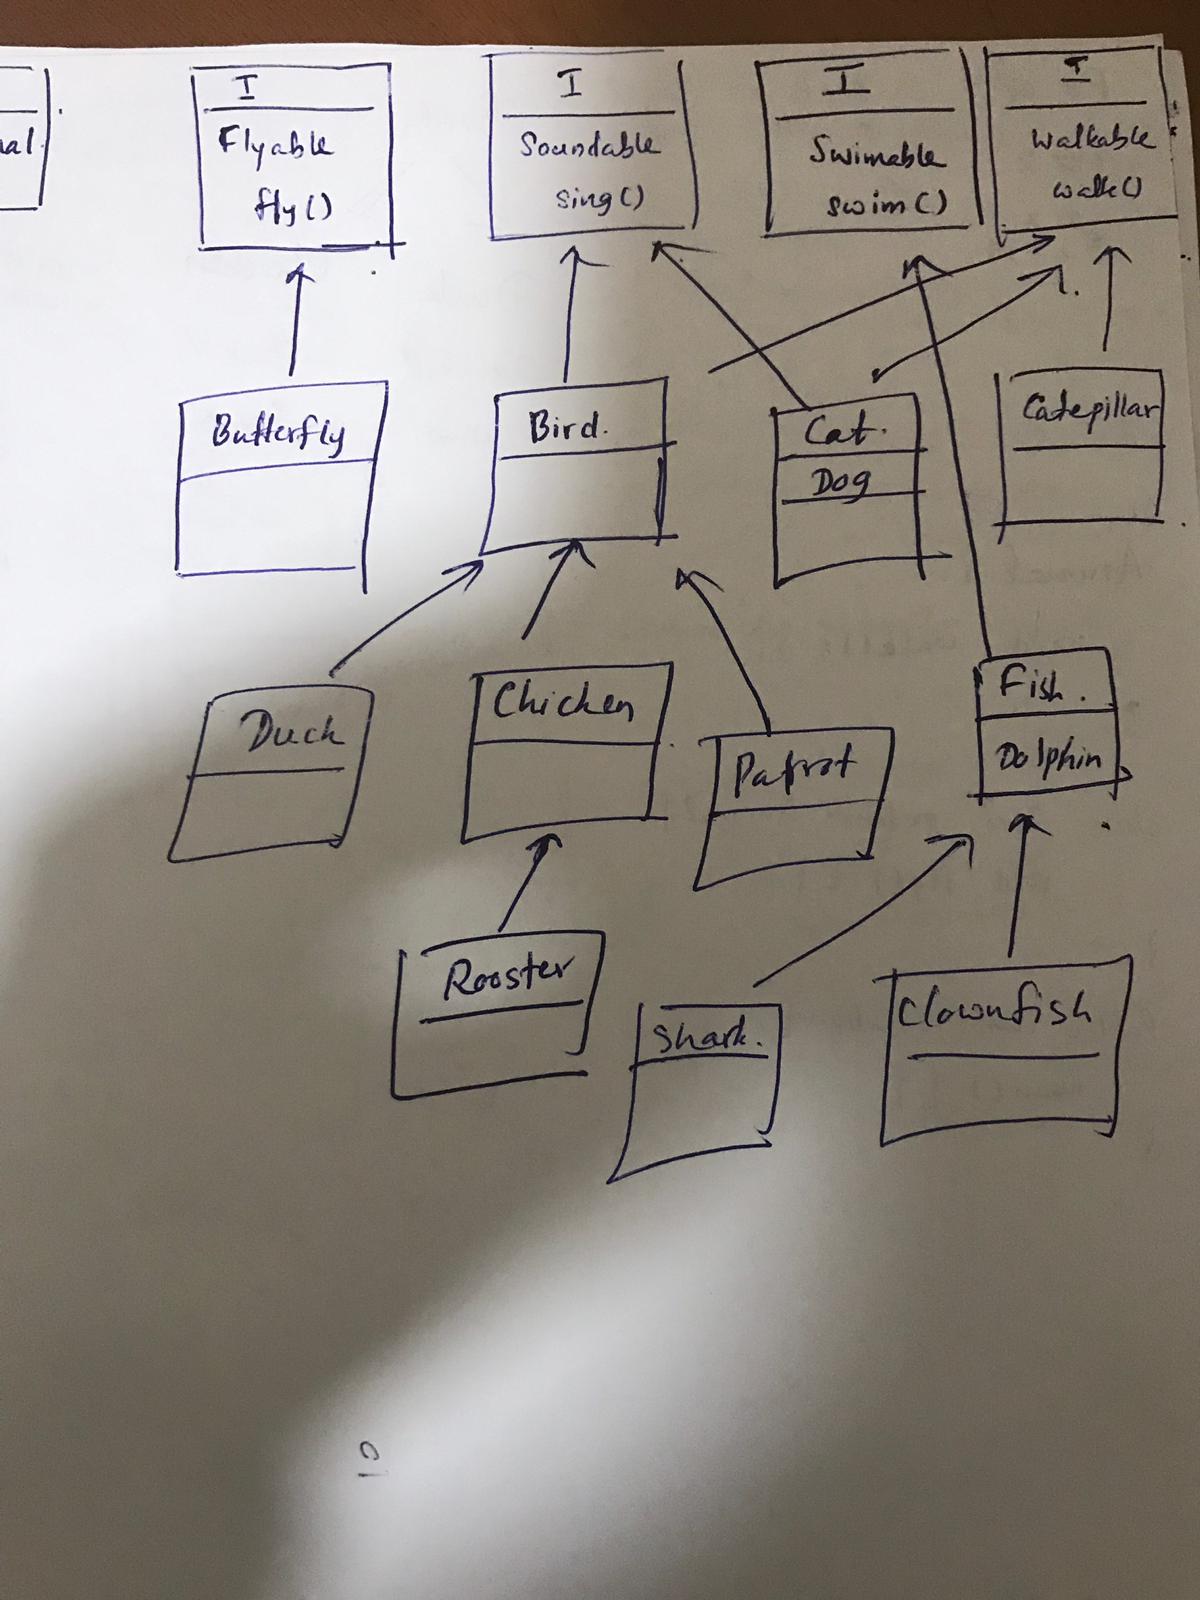 I
Flyable
fly()
I
Soundable
sing()
I
Swimable
swim()
I
Walkable
walk()
Butterfly
Bird.
Cat.
Dog
Catepillar
Duck
Chicken
Parrot
Fish.
Dolphin
Rooster
Shark.
Clownfish